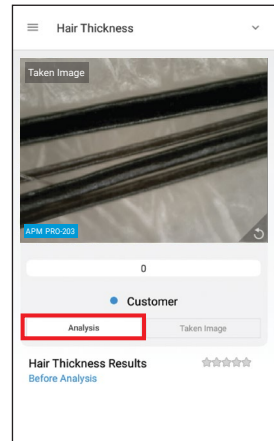 Hair Thickness
Taken Image
APM PRO-203
0
Customer
Analysis
Taken Image
Hair Thickness Results
Before Analysis